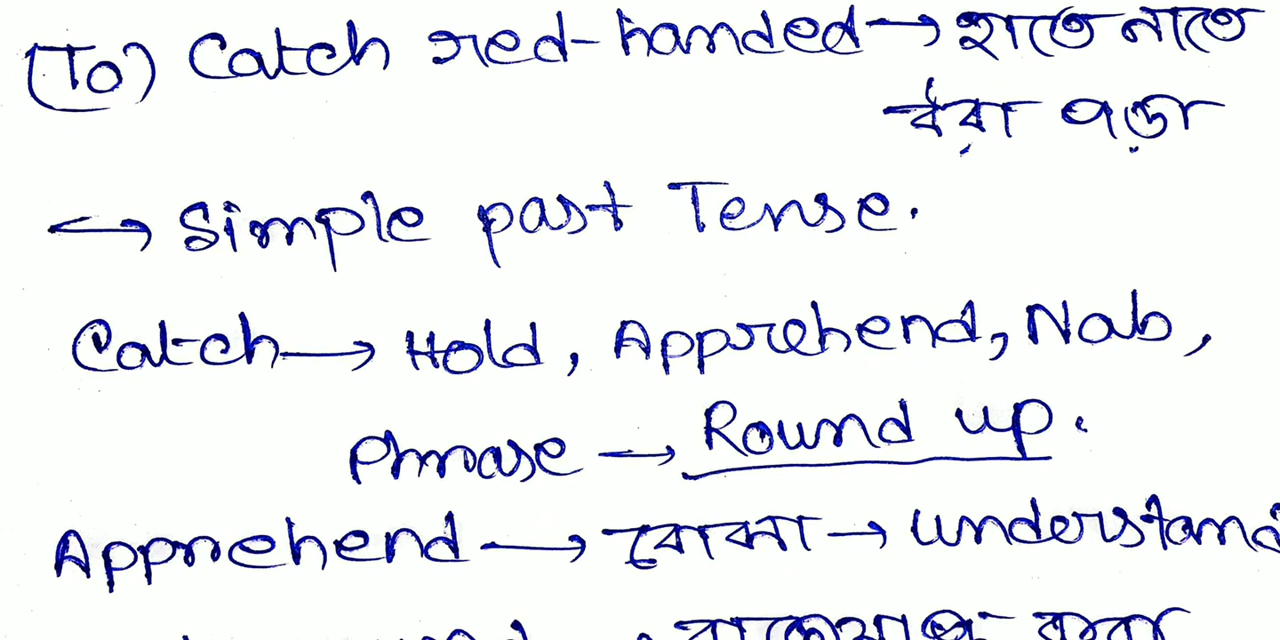 (To) Catch red-handed → হাতে নাতে
ধরা পড়া
↔ Simple past Tense.
Catch → Hold, Apprehend, Nab,
Phrase → Round up.
Apprehend → বোঝা → understand